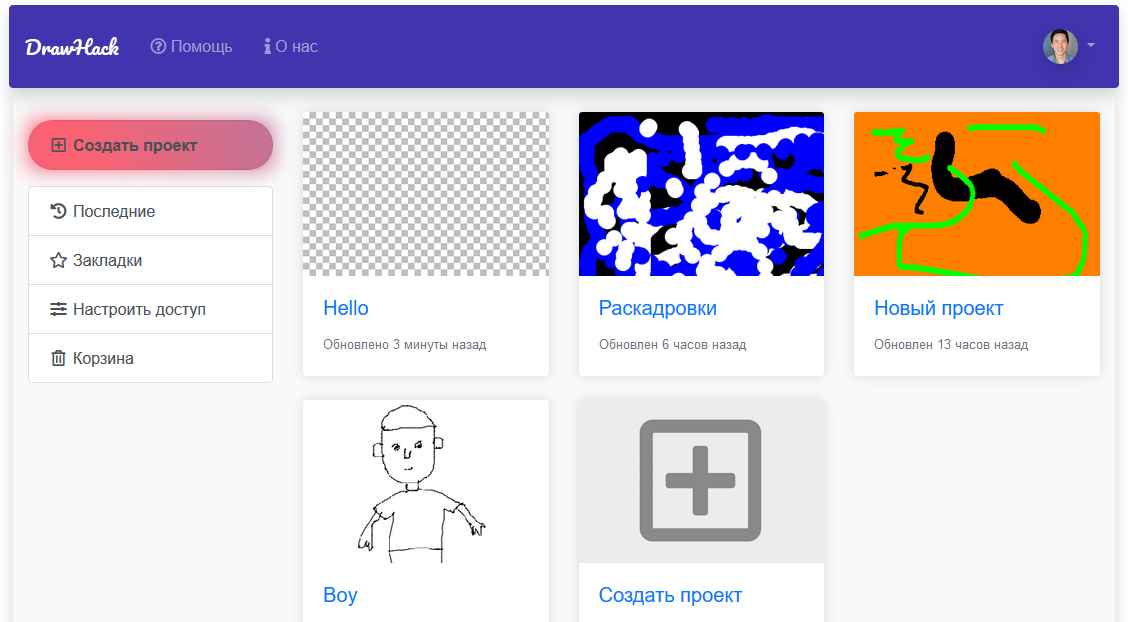 DrawHack
Помощь
О нас
Создать проект
Последние
Закладки
Настроить доступ
Корзина
Hello
Обновлено 3 минуты назад
Раскадровки
Обновлен 6 часов назад
Новый проект
Обновлен 13 часов назад
Boy
Создать проект